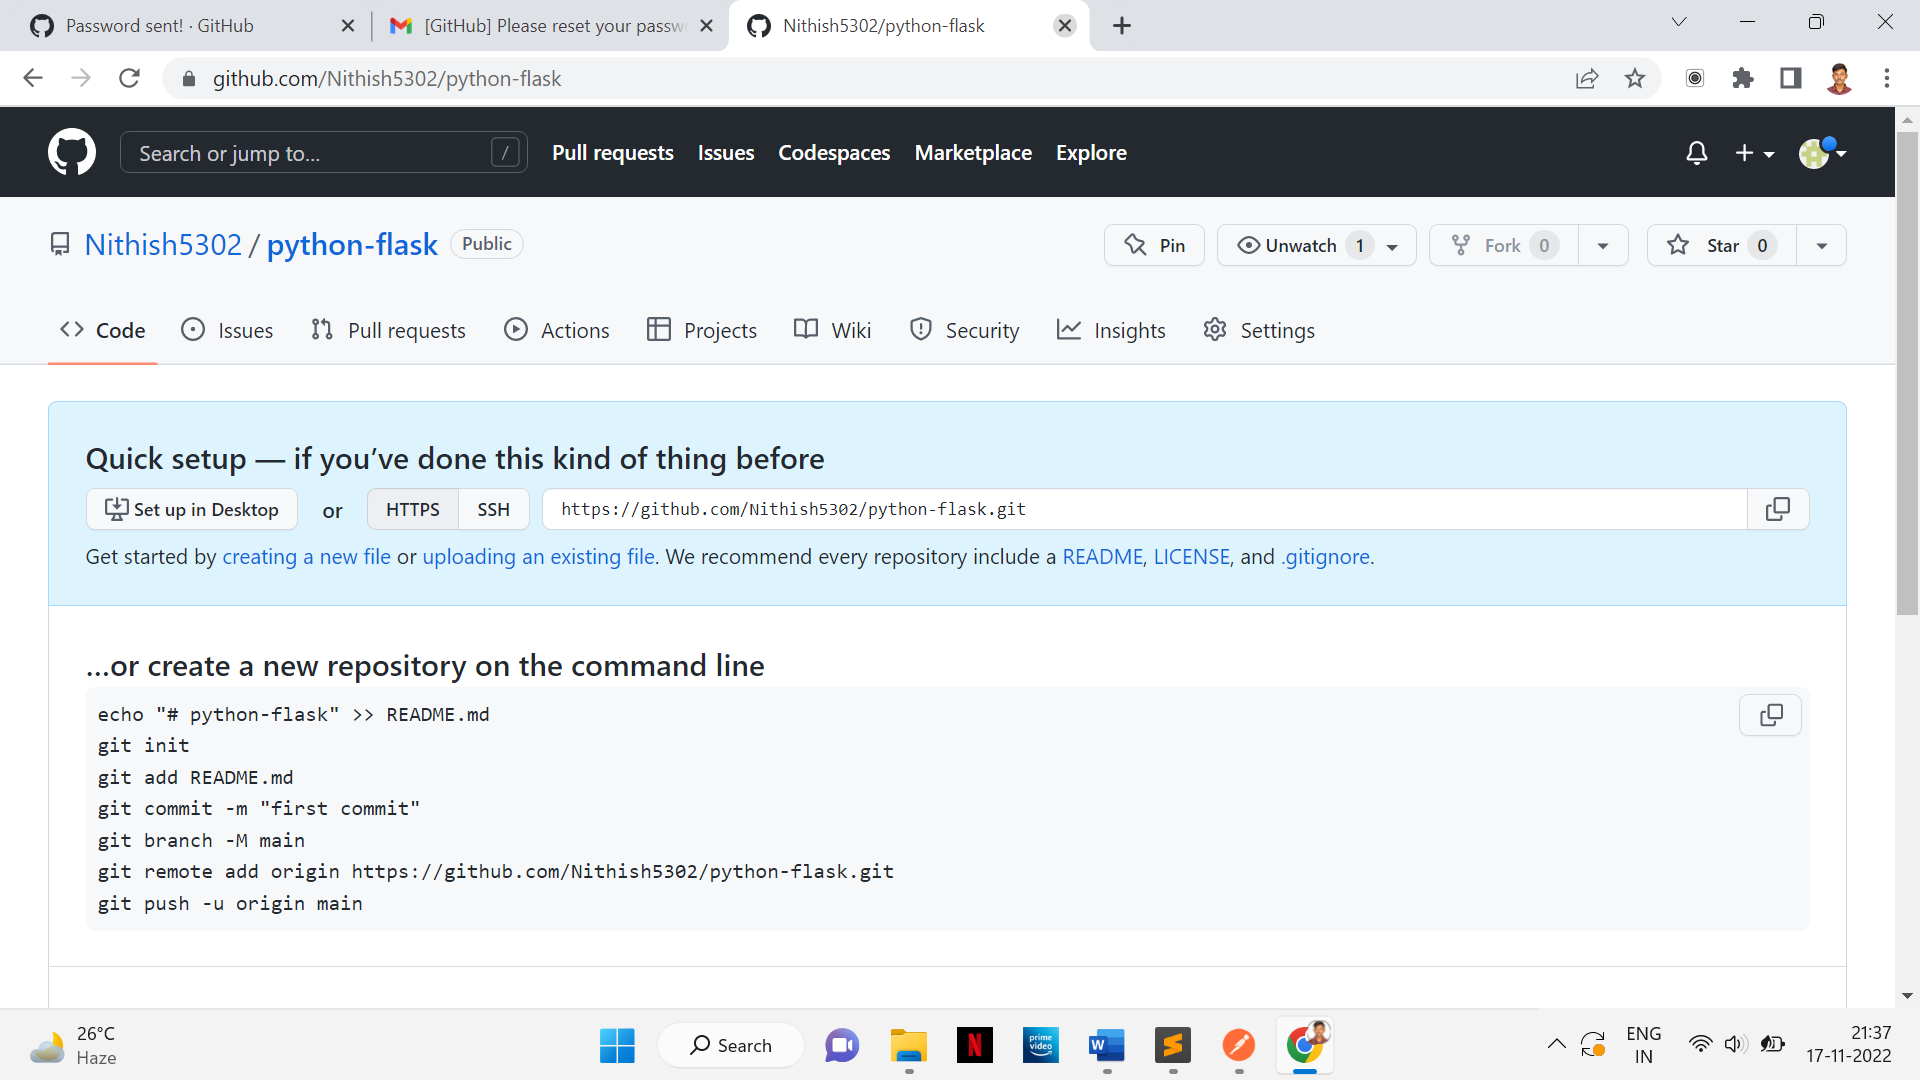 Password sent! · GitHub
[GitHub] Please reset your passw
Nithish5302/python-flask
github.com/Nithish5302/python-flask
Search or jump to...
/
Pull requests
Issues
Codespaces
Marketplace
Explore
Nithish5302 / python-flask
Public
Pin
Unwatch 1
Fork 0
Star 0
Code
Issues
Pull requests
Actions
Projects
Wiki
Security
Insights
Settings
Quick setup — if you’ve done this kind of thing before
Set up in Desktop
or
HTTPS
SSH
https://github.com/Nithish5302/python-flask.git
Get started by creating a new file or uploading an existing file. We recommend every repository include a README, LICENSE, and .gitignore.
…or create a new repository on the command line
echo "# python-flask" >> README.md
git init
git add README.md
git commit -m "first commit"
git branch -M main
git remote add origin https://github.com/Nithish5302/python-flask.git
git push -u origin main
26°C
Haze
Search
N
prime video
W
S
ENG
IN
21:37
17-11-2022